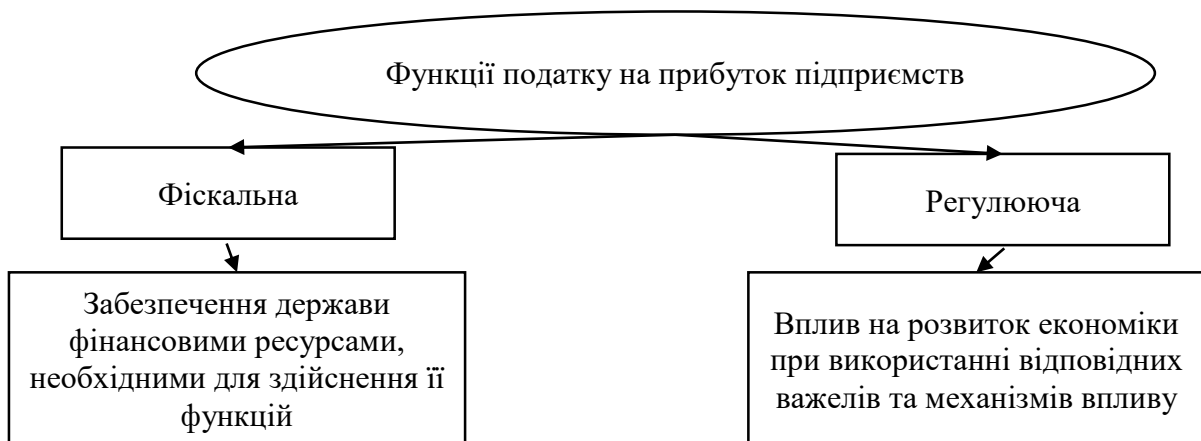 Функції податку на прибуток підприємств
Фіскальна
Регулююча
Забезпечення держави
фінансовими ресурсами,
необхідними для здійснення її
функцій
Вплив на розвиток економіки
при використанні відповідних
важелів та механізмів впливу